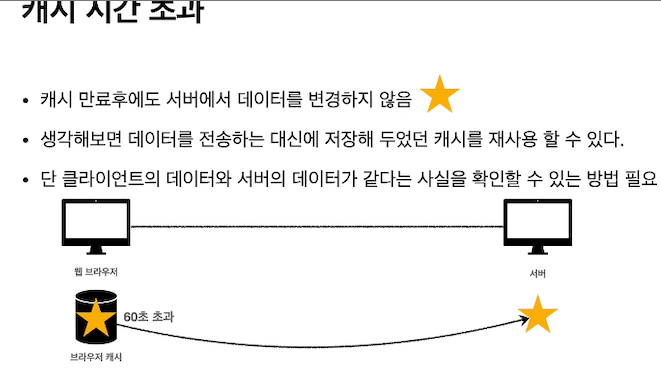 캐시 시간 초과
• 캐시 만료후에도 서버에서 데이터를 변경하지 않음
• 생각해보면 데이터를 전송하는 대신에 저장해 두었던 캐시를 재사용 할 수 있다.
• 단 클라이언트의 데이터와 서버의 데이터가 같다는 사실을 확인할 수 있는 방법 필요
웹 브라우저
서버
60초 초과
브라우저 캐시